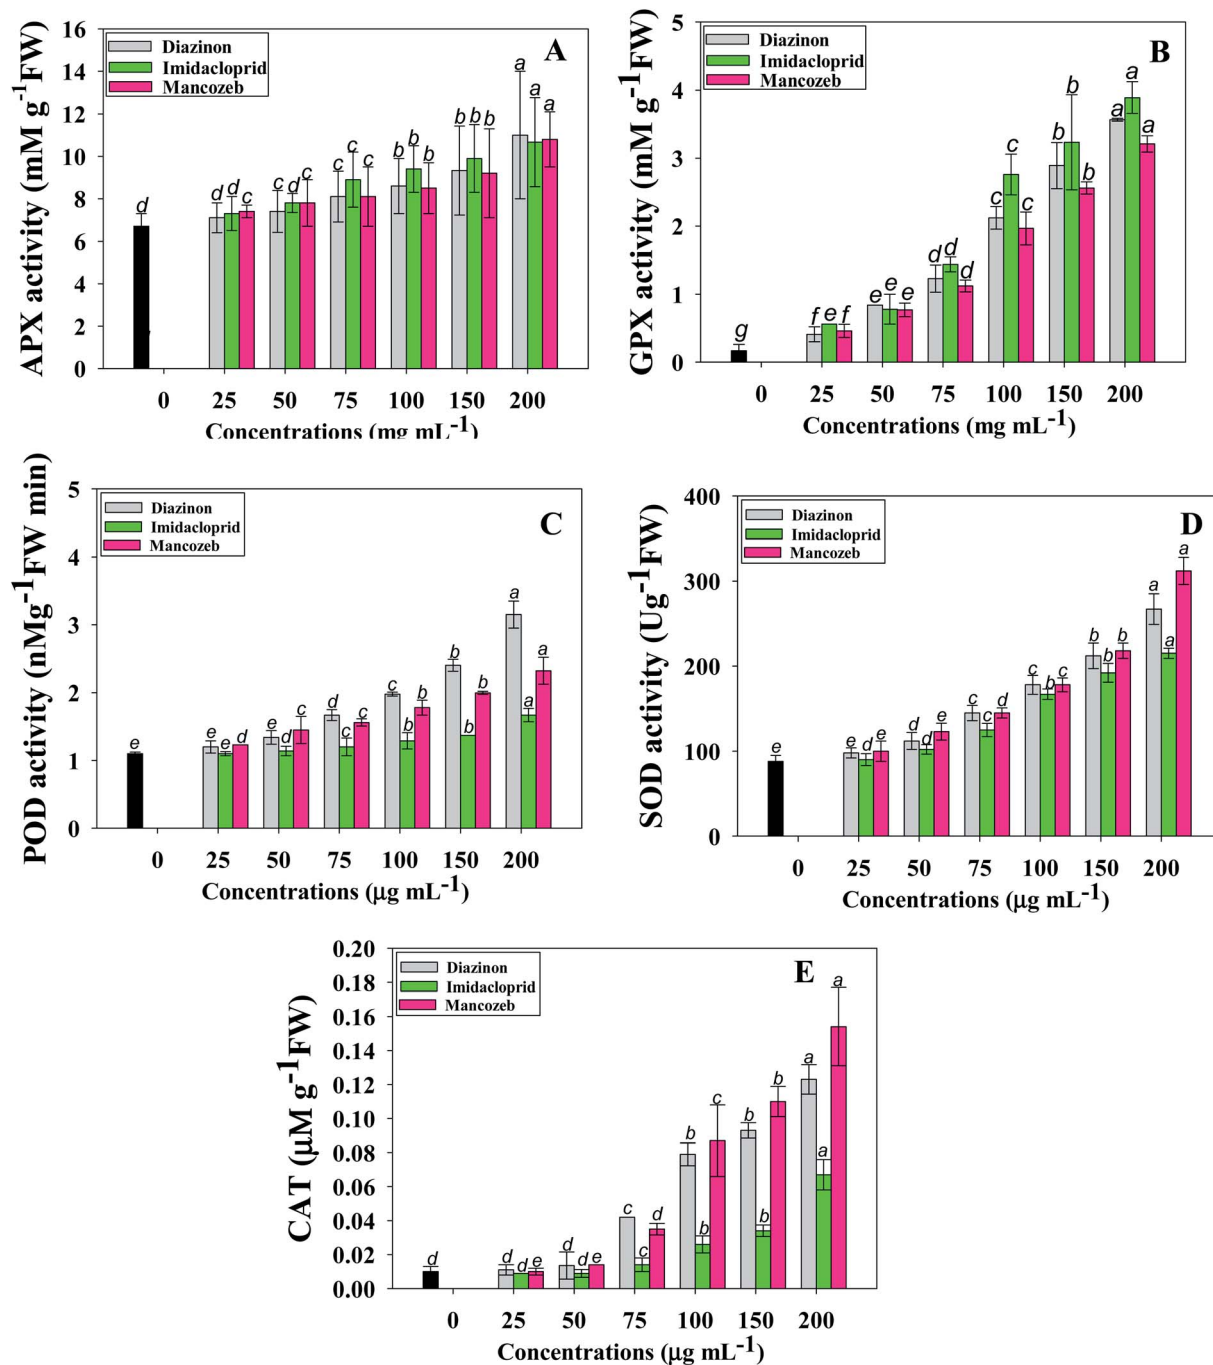 A
APX activity (mM g-1FW)
16
14
12
10
8
6
4
2
0
Diazinon
Imidacloprid
Mancozeb
d
d d c
d d c
c c c
b b b
b b b
a a a
0 25 50 75 100 150 200
Concentrations (mg mL-1)
B
GPX activity (mM g-1FW)
5
4
3
2
1
0
Diazinon
Imidacloprid
Mancozeb
g
f e f
e e e
d d d
c c c
b b b
a a a
0 25 50 75 100 150 200
Concentrations (mg mL-1)
C
POD activity (nMg-1FW min)
5
4
3
2
1
0
Diazinon
Imidacloprid
Mancozeb
e
e e d
e d c
d c c
c b b
b b b
a a a
0 25 50 75 100 150 200
Concentrations (μg mL-1)
D
SOD activity (Ug-1FW)
400
300
200
100
0
Diazinon
Imidacloprid
Mancozeb
e
e d e
d d e
d c d
c b c
b b b
a a a
0 25 50 75 100 150 200
Concentrations (μg mL-1)
E
CAT (μM g-1FW)
0.20
0.18
0.16
0.14
0.12
0.10
0.08
0.06
0.04
0.02
0.00
Diazinon
Imidacloprid
Mancozeb
d
d d e
d d e
c c d
b b c
b b b
a a a
0 25 50 75 100 150 200
Concentrations (μg mL-1)